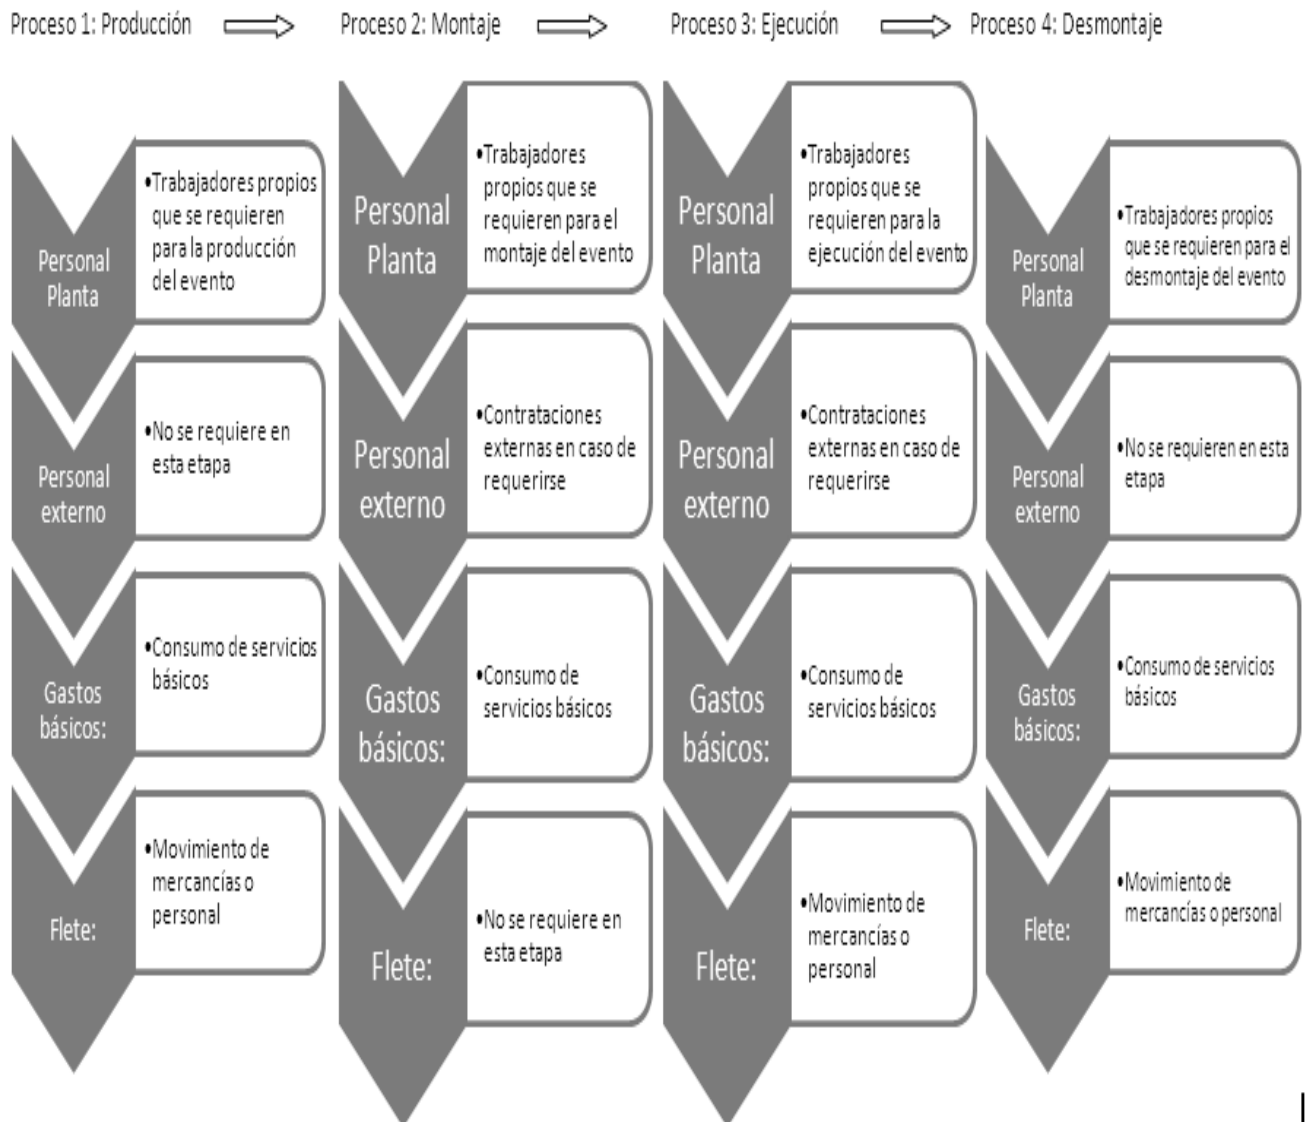 Proceso 1: Producción
Proceso 2: Montaje
Proceso 3: Ejecución
Proceso 4: Desmontaje
Personal
Planta
•Trabajadores propios
que se requieren
para la producción
del evento
Personal
externo
•No se requiere en
esta etapa
Gastos
básicos:
•Consumo de servicios
básicos
Flete:
•Movimiento de
mercancías o
personal
Personal
Planta
•Trabajadores
propios que se
requieren para el
montaje del evento
Personal
externo
•Contrataciones
externas en caso de
requerirse
Gastos
básicos:
•Consumo de
servicios básicos
Flete:
•No se requiere en
esta etapa
Personal
Planta
•Trabajadores
propios que se
requieren para la
ejecución del evento
Personal
externo
•Contrataciones
externas en caso de
requerirse
Gastos
básicos:
•Consumo de
servicios básicos
Flete:
•Movimiento de
mercancías o
personal
Personal
Planta
•Trabajadores propios
que se requieren para el
desmontaje del evento
Personal
externo
•No se requieren en esta
etapa
Gastos
básicos:
•Consumo de servicios
básicos
Flete:
•Movimiento de
mercancías o personal